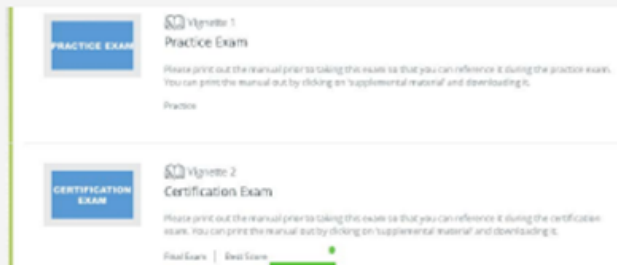 Vignette 1
PRACTICE EXAM
Practice Exam
Please print out the manual prior to taking this exam so that you can reference it during the practice exam.
You can print the manual out by clicking on 'supplemental material' and downloading it.
Practice
Vignette 2
CERTIFICATION
EXAM
Certification Exam
Please print out the manual prior to taking this exam so that you can reference it during the certification
exam. You can print the manual out by clicking on 'supplemental material' and downloading it.
Final Exam | Best Score